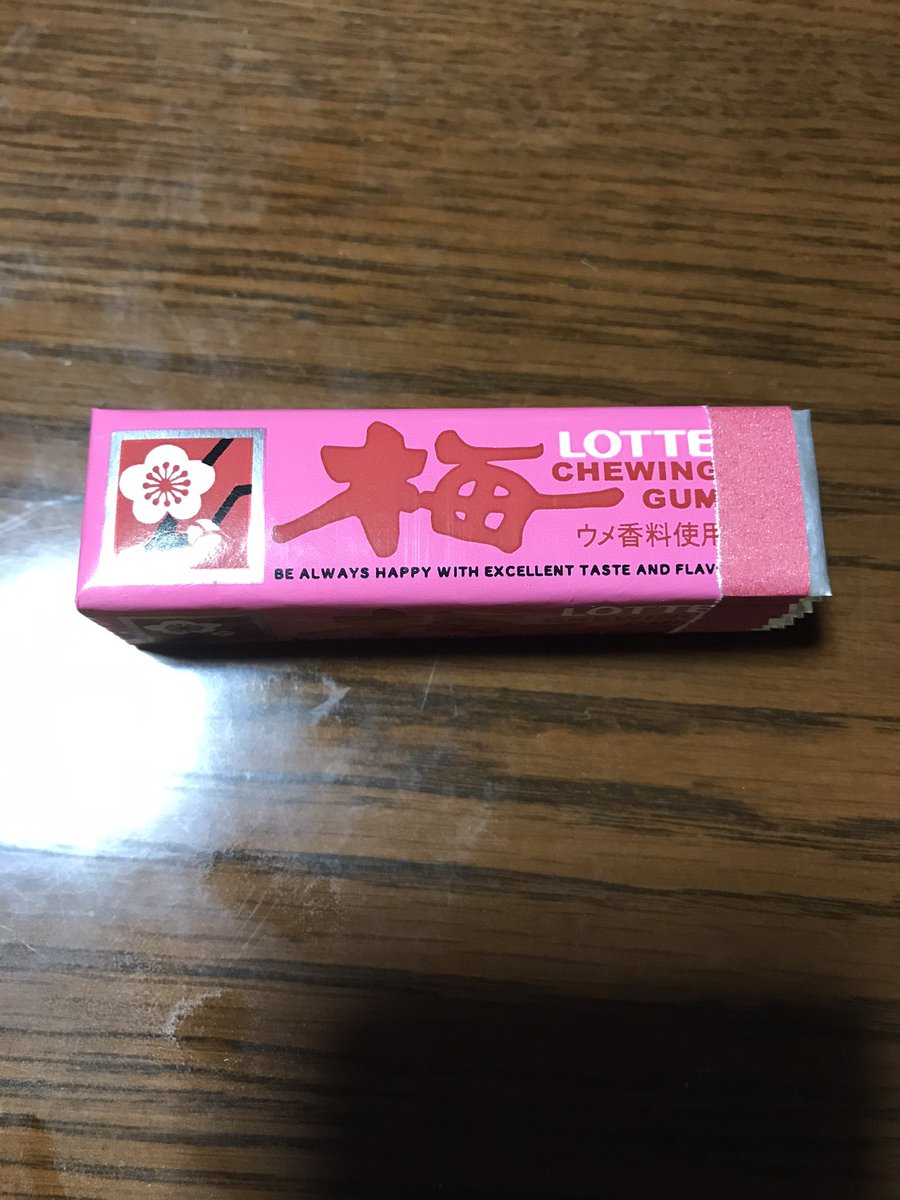 梅
LOTTE
CHEWING
GUM
ウメ香料使用
BE ALWAYS HAPPY WITH EXCELLENT TASTE AND FLAV
LOTTE